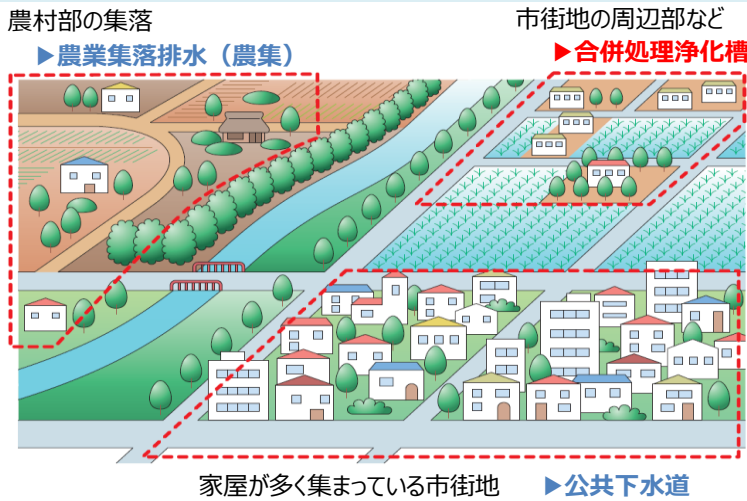 農村部の集落
▶農業集落排水（農集）
市街地の周辺部など
▶合併処理浄化槽
家屋が多く集まっている市街地 ▶公共下水道